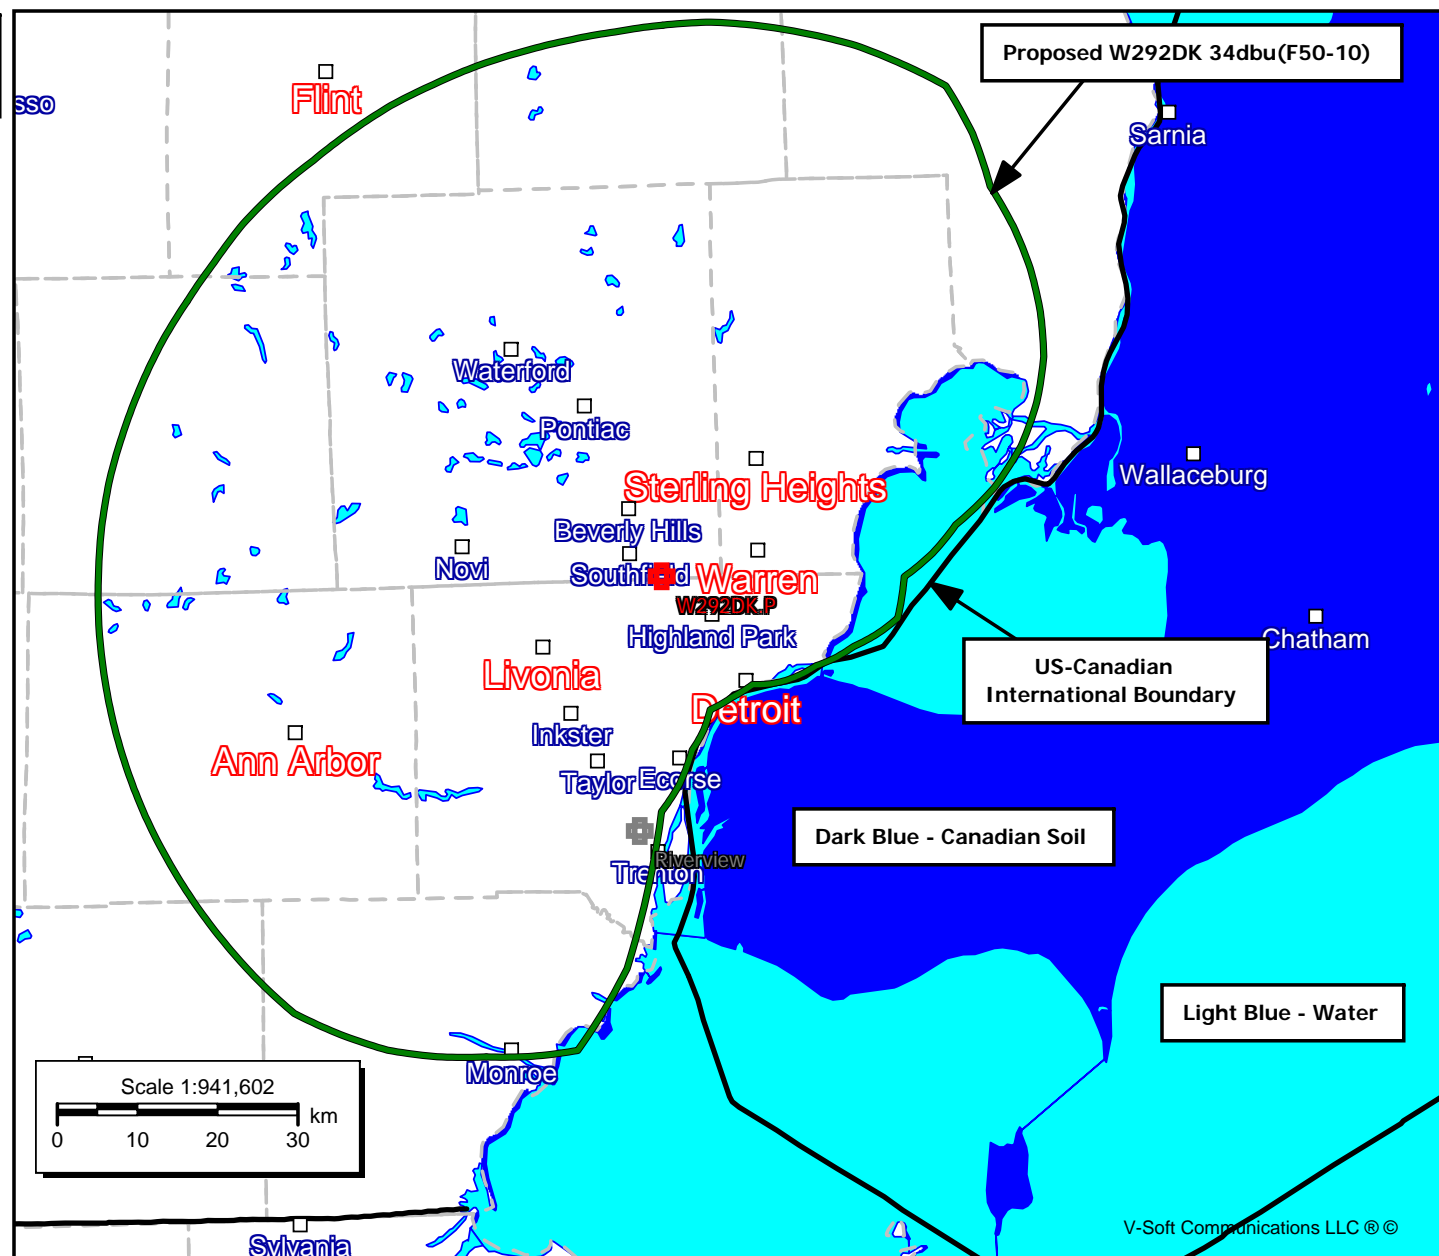 Proposed W292DK 34dbu(F50-10)
Flint
sso
Sarnia
Waterford
Pontiac
Wallaceburg
Sterling Heights
Beverly Hills
Novi
Southfield
Warren
W292DK.P
Highland Park
Chatham
US-Canadian
International Boundary
Livonia
Detroit
Inkster
Ann Arbor
Taylor
Ecorse
Dark Blue - Canadian Soil
Riverview
Trenton
Light Blue - Water
Monroe
Scale 1:941,602
km
0 10 20 30
V-Soft Communications LLC ® ©
Sylvania